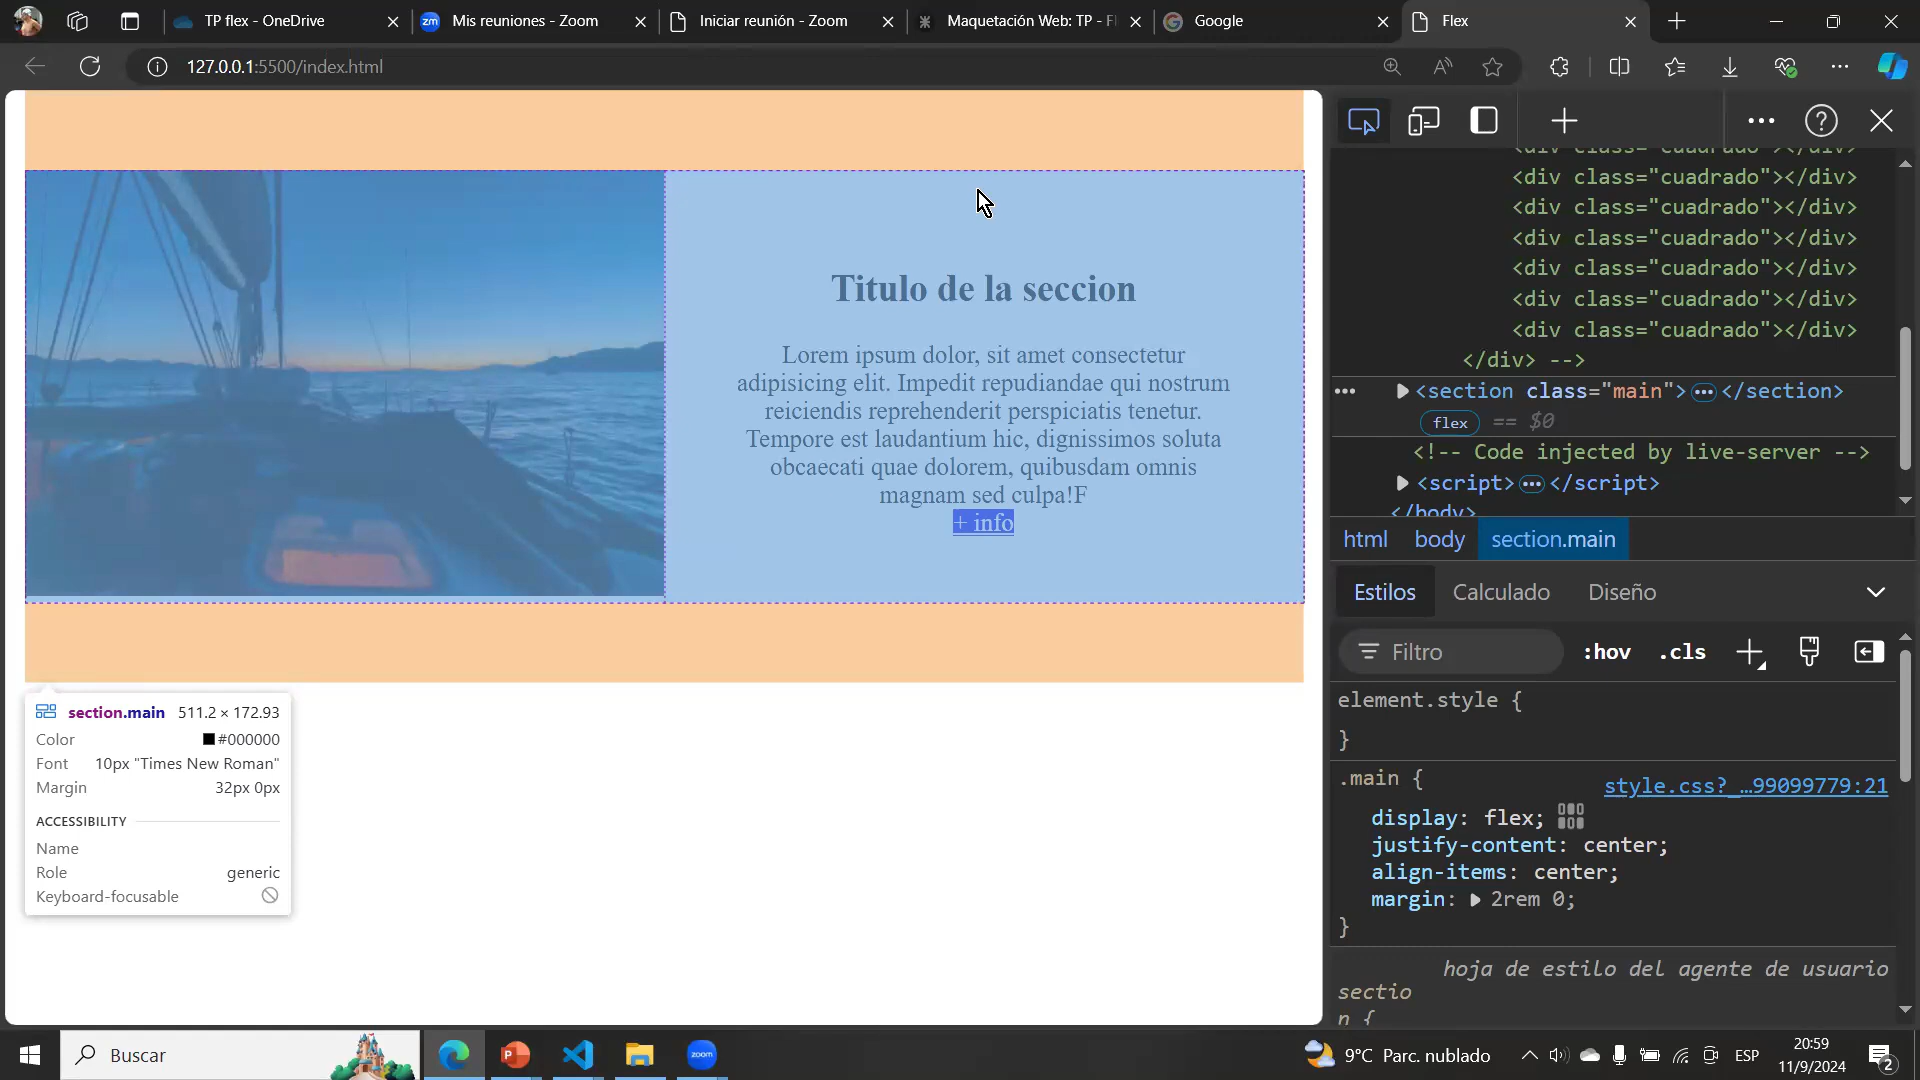 TP flex - OneDrive
Mis reuniones - Zoom
Iniciar reunión - Zoom
Maquetación Web: TP - Fl
Google
Flex
127.0.0.1:5500/index.html
Titulo de la seccion
Lorem ipsum dolor, sit amet consectetur
adipisicing elit. Impedit repudiandae qui nostrum
reiciendis reprehenderit perspiciatis tenetur.
Tempore est laudantium hic, dignissimos soluta
obcaecati quae dolorem, quibusdam omnis
magnam sed culpa!F
+ info
section.main 511.2 × 172.93
Color #000000
Font 10px "Times New Roman"
Margin 32px 0px
ACCESSIBILITY
Name
Role generic
Keyboard-focusable
<div class="cuadrado"></div>
<div class="cuadrado"></div>
<div class="cuadrado"></div>
<div class="cuadrado"></div>
<div class="cuadrado"></div>
<div class="cuadrado"></div>
<div class="cuadrado"></div>
</div> -->
<section class="main"> ⋯ </section>
flex == $0
<!-- Code injected by live-server -->
<script> ⋯ </script>
</body>
html body section.main
Estilos Calculado Diseño
Filtro :hov .cls
element.style {
}
.main { style.css?_…99099779:21
display: flex;
justify-content: center;
align-items: center;
margin: 2rem 0;
}
hoja de estilo del agente de usuario
sectio
n {
Buscar
zoom
9°C Parc. nublado
ESP
20:59
11/9/2024
2